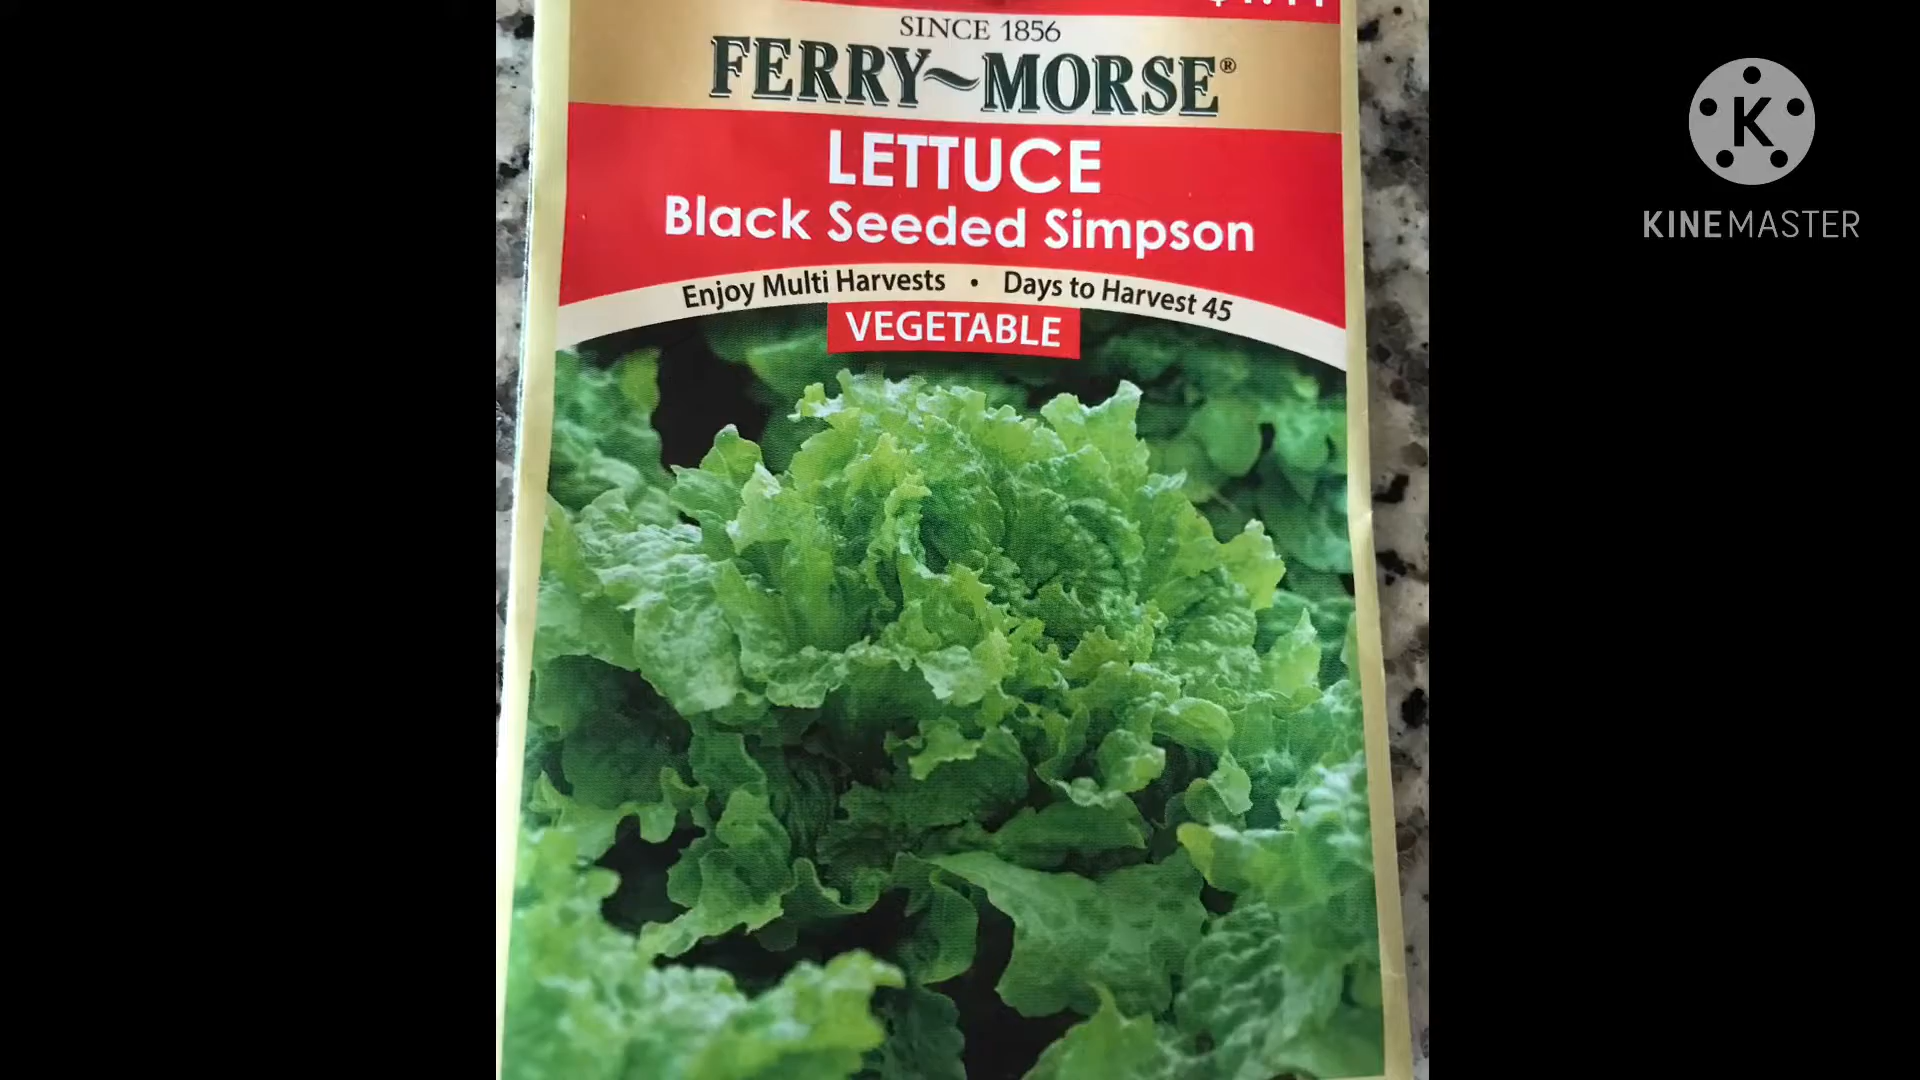 SINCE 1856
FERRY~MORSE®
LETTUCE
Black Seeded Simpson
Enjoy Multi Harvests • Days to Harvest 45
VEGETABLE
K
KINEMASTER